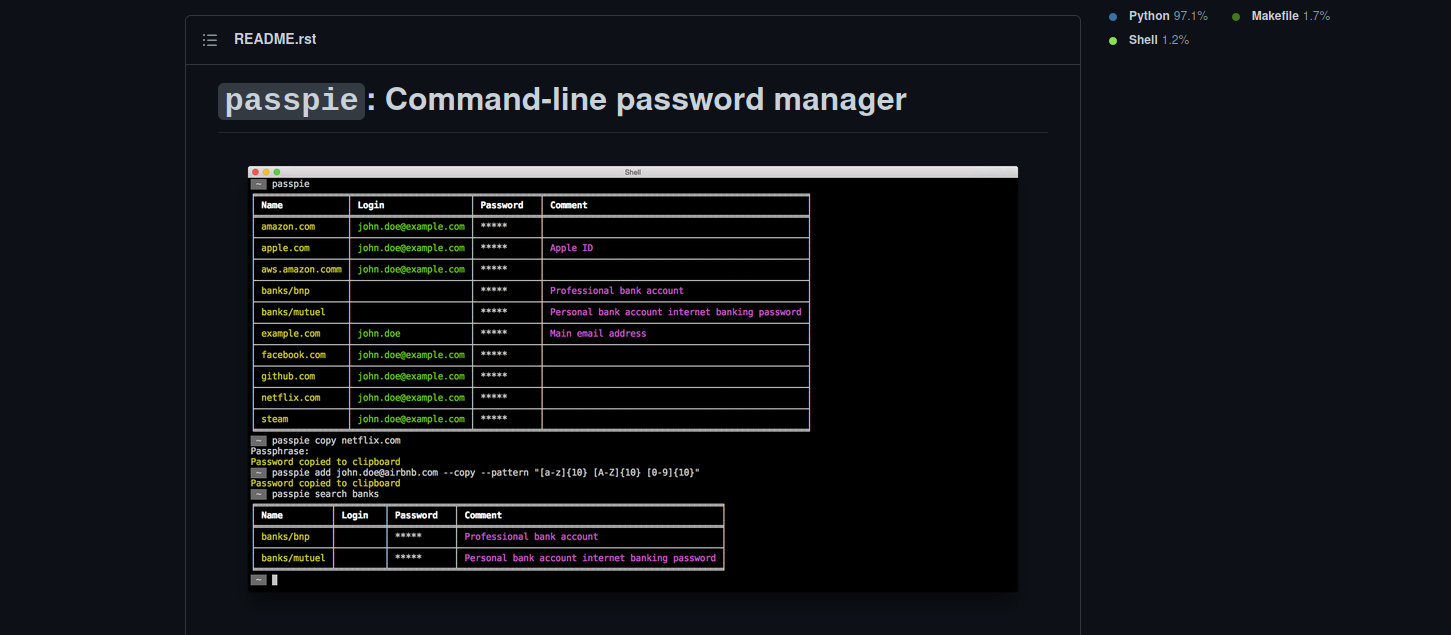 README.rst
Python 97.1% Makefile 1.7%
Shell 1.2%
passpie: Command-line password manager
Shell
~ passpie
Name Login Password Comment
amazon.com john.doe@example.com *****
apple.com john.doe@example.com ***** Apple ID
aws.amazon.comm john.doe@example.com *****
banks/bnp ***** Professional bank account
banks/mutuel ***** Personal bank account internet banking password
example.com john.doe ***** Main email address
facebook.com john.doe@example.com *****
github.com john.doe@example.com *****
netflix.com john.doe@example.com *****
steam john.doe@example.com *****
~ passpie copy netflix.com
Passphrase:
Password copied to clipboard
~ passpie add john.doe@airbnb.com --copy --pattern "[a-z]{10} [A-Z]{10} [0-9]{10}"
Password copied to clipboard
~ passpie search banks
Name Login Password Comment
banks/bnp ***** Professional bank account
banks/mutuel ***** Personal bank account internet banking password
~